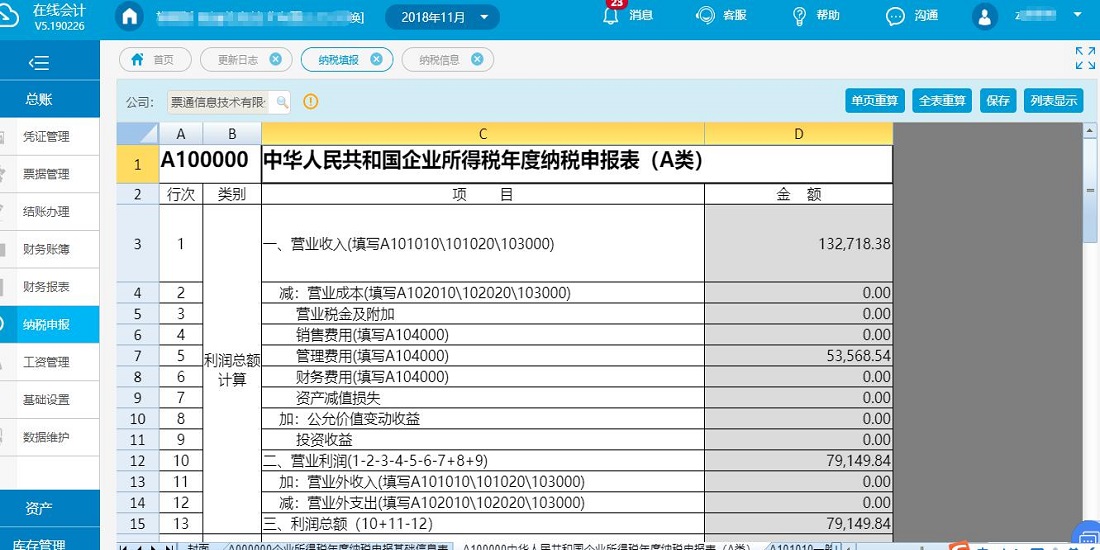 在线会计
V5.190226
换]
2018年11月
23
消息
客服
帮助
沟通
首页
更新日志
纳税填报
纳税信息
总账
凭证管理
票据管理
结账办理
财务账簿
财务报表
纳税申报
工资管理
基础设置
数据维护
资产
库存管理
公司: 票通信息技术有限
单页重算 全表重算 保存 列表显示
A B C D
1 A100000 中华人民共和国企业所得税年度纳税申报表（A类）
2 行次 类别 项 目 金 额
3 1 一、营业收入(填写A101010\101020\103000) 132,718.38
4 2 减: 营业成本(填写A102010\102020\103000) 0.00
5 3 营业税金及附加 0.00
6 4 销售费用(填写A104000) 0.00
7 5 管理费用(填写A104000) 53,568.54
利润总额
计算
8 6 财务费用(填写A104000) 0.00
9 7 资产减值损失 0.00
10 8 加: 公允价值变动收益 0.00
11 9 投资收益 0.00
12 10 二、营业利润(1-2-3-4-5-6-7+8+9) 79,149.84
13 11 加: 营业外收入(填写A101010\101020\103000) 0.00
14 12 减: 营业外支出(填写A102010\102020\103000) 0.00
15 13 三、利润总额（10+11-12） 79,149.84
封面 A000000企业所得税年度纳税申报基础信息表 A100000中华人民共和国企业所得税年度纳税申报表（A类） A101010一般